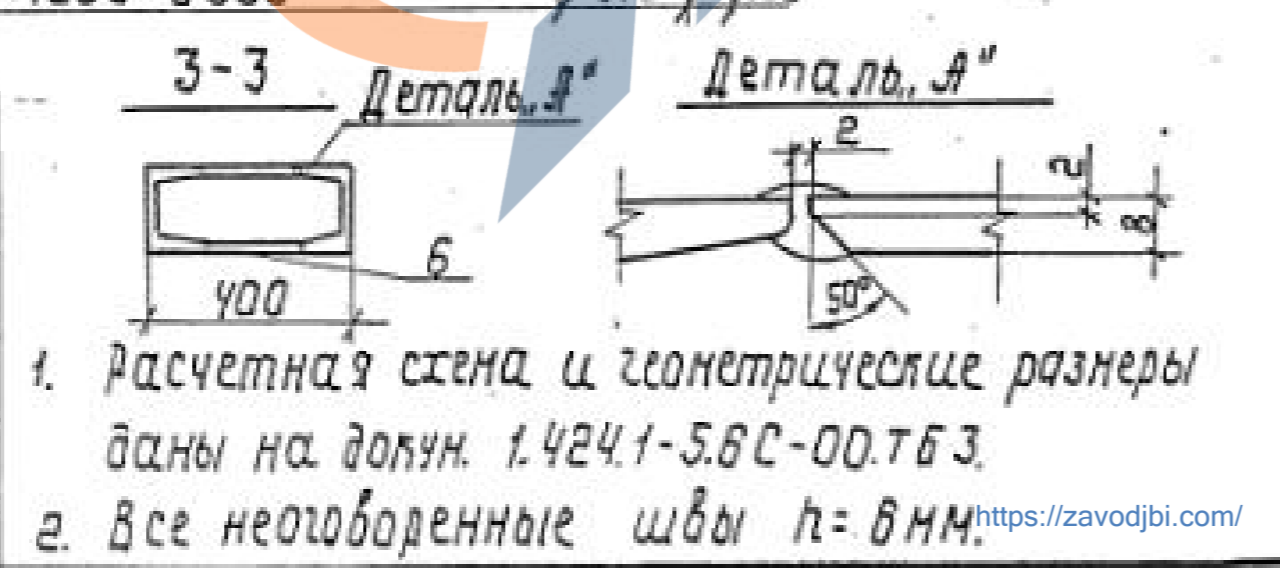 3-3
Деталь „А"
Деталь „А"
2
2
8
6
400
50°
1. Расчетная схема и геометрические размеры
даны на докум. 1.424.1-5.6С-00.ТБ3.
2. Все неоговоренные швы h=6мм.
https://zavodjbi.com/